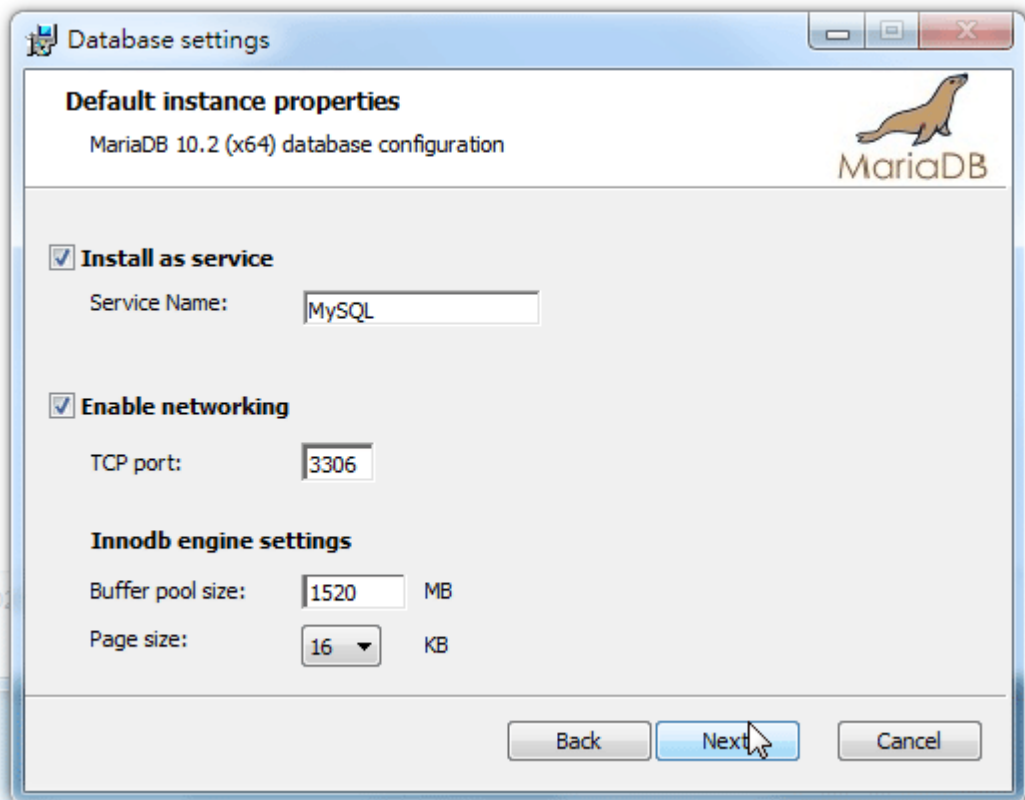 Database settings
Default instance properties
MariaDB 10.2 (x64) database configuration
MariaDB
Install as service
Service Name: MySQL
Enable networking
TCP port: 3306
Innodb engine settings
Buffer pool size: 1520 MB
Page size: 16 KB
Back Next Cancel